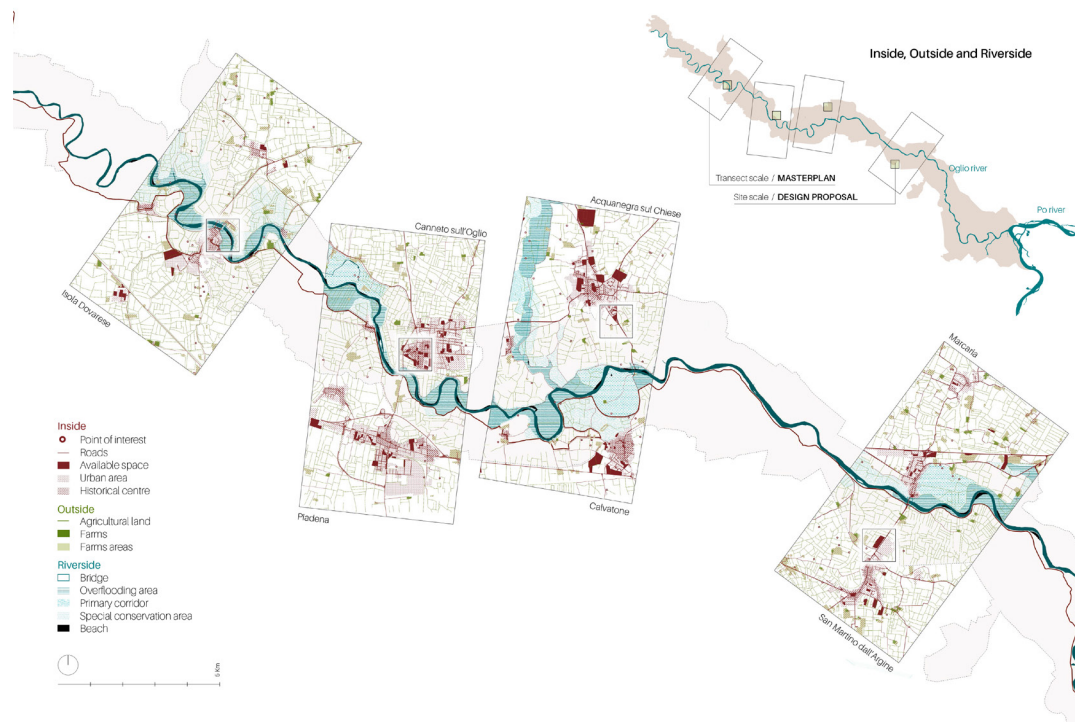 Inside, Outside and Riverside
Transect scale / MASTERPLAN
Site scale / DESIGN PROPOSAL
Oglio river
Po river
Isola Dovarese
Canneto sull'Oglio
Piadena
Acquanegra sul Chiese
Calvatone
Marcaria
San Martino dall'Argine
Inside
Point of interest
Roads
Available space
Urban area
Historical centre
Outside
Agricultural land
Farms
Farms areas
Riverside
Bridge
Overflooding area
Primary corridor
Special conservation area
Beach
5 Km